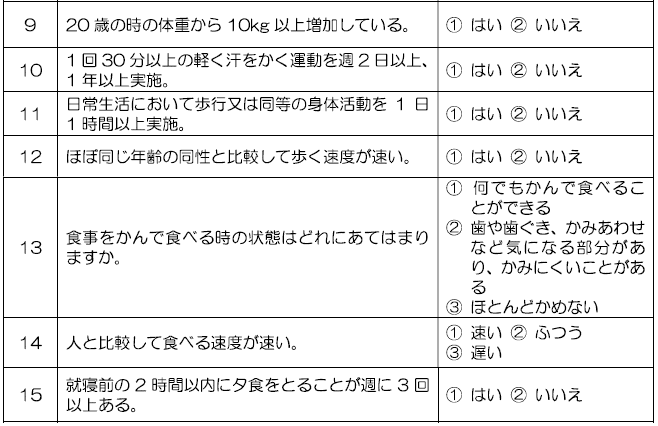 9 20歳の時の体重から10kg以上増加している。 ① はい ② いいえ
10 1回30分以上の軽く汗をかく運動を週2日以上、
1年以上実施。 ① はい ② いいえ
11 日常生活において歩行又は同等の身体活動を1日
1時間以上実施。 ① はい ② いいえ
12 ほぼ同じ年齢の同性と比較して歩く速度が速い。 ① はい ② いいえ
13 食事をかんで食べる時の状態はどれにあてはまり
ますか。
① 何でもかんで食べるこ
とができる
② 歯や歯ぐき、かみあわせ
など気になる部分があ
り、かみにくいことがあ
る
③ ほとんどかめない
14 人と比較して食べる速度が速い。
① 速い ② ふつう
③ 遅い
15 就寝前の2時間以内に夕食をとることが週に3回
以上ある。 ① はい ② いいえ